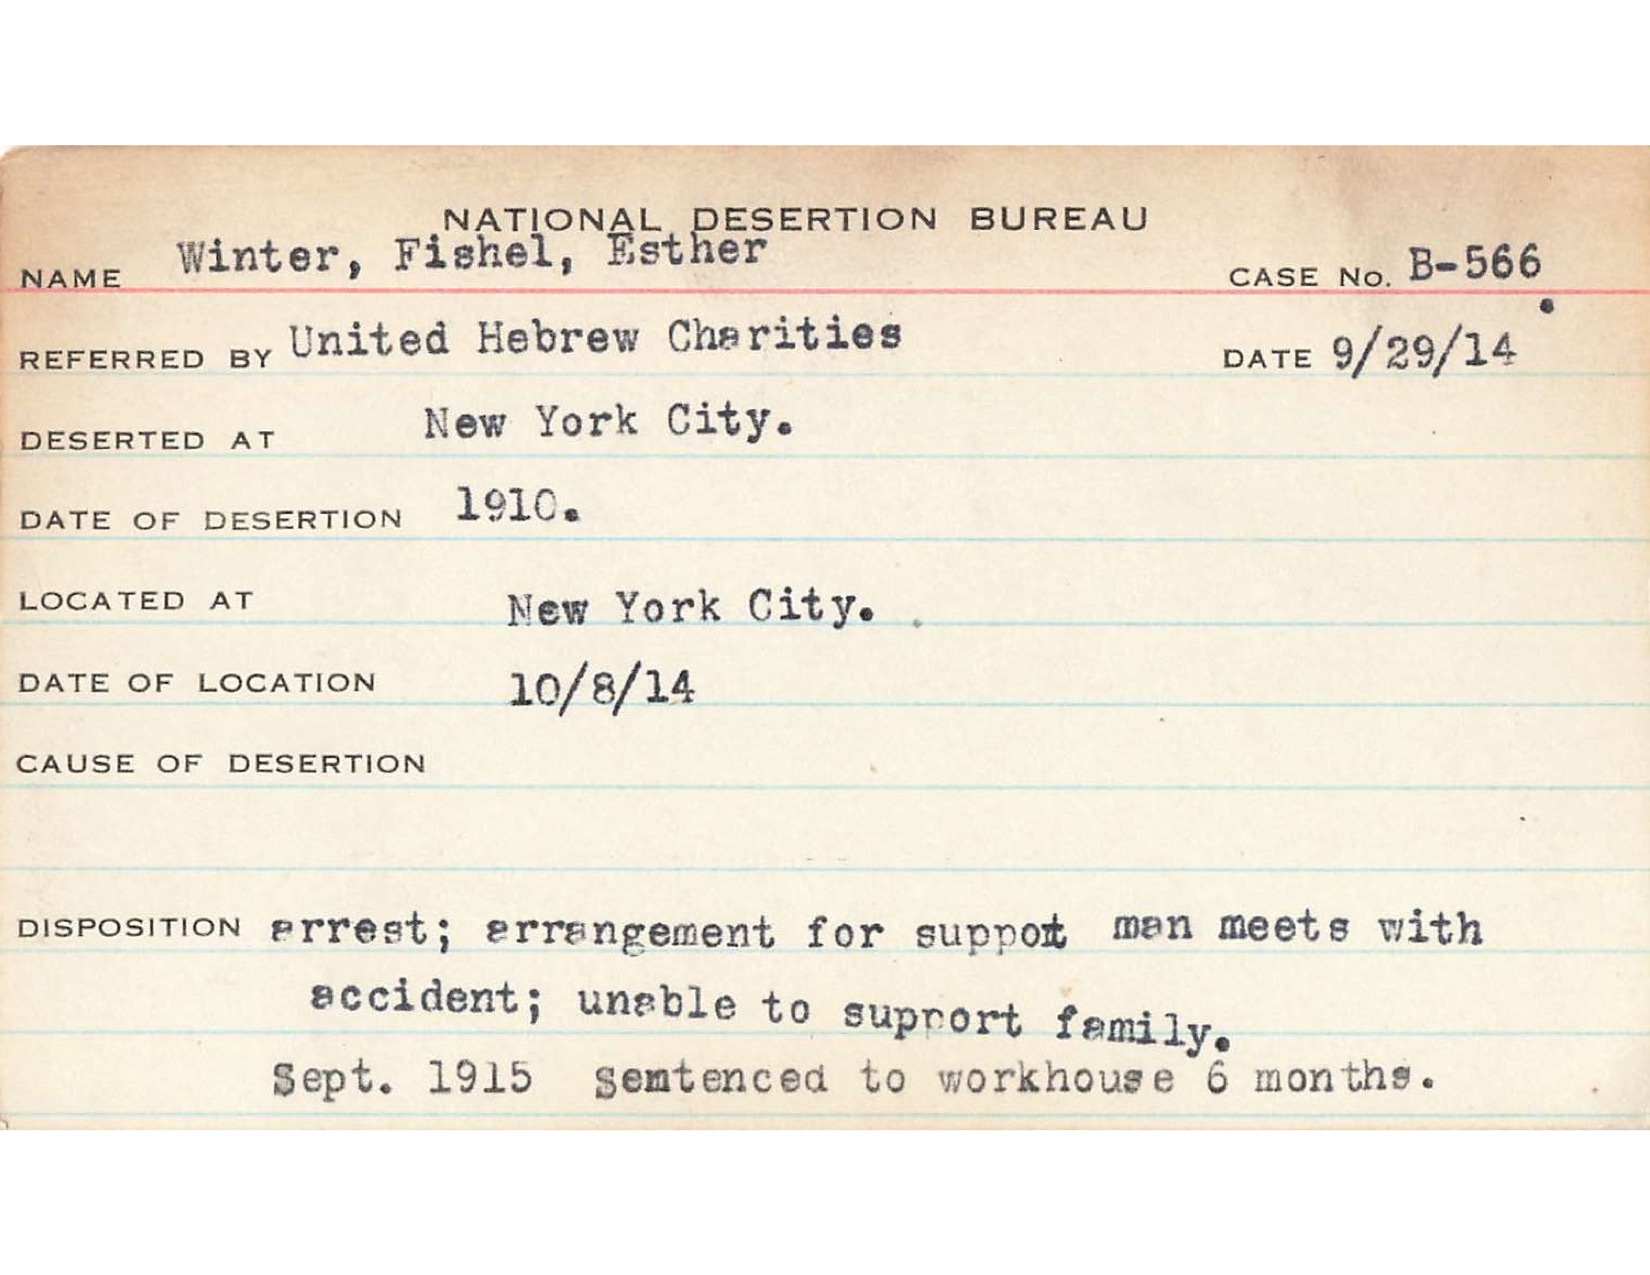 NATIONAL DESERTION BUREAU
NAME Winter, Fishel, Esther CASE No. B-566
REFERRED BY United Hebrew Charities DATE 9/29/14
DESERTED AT New York City.
DATE OF DESERTION 1910.
LOCATED AT New York City.
DATE OF LOCATION 10/8/14
CAUSE OF DESERTION
DISPOSITION arrest; arrangement for suppot man meets with
accident; unable to support family.
Sept. 1915 Sentenced to workhouse 6 months.